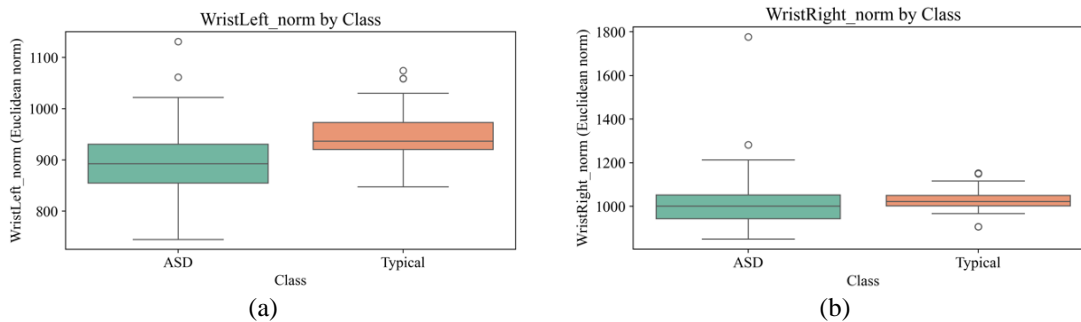 WristLeft_norm by Class
WristLeft_norm (Euclidean norm)
1100
1000
900
800
ASD
Typical
Class
(a)
WristRight_norm by Class
WristRight_norm (Euclidean norm)
1800
1600
1400
1200
1000
ASD
Typical
Class
(b)